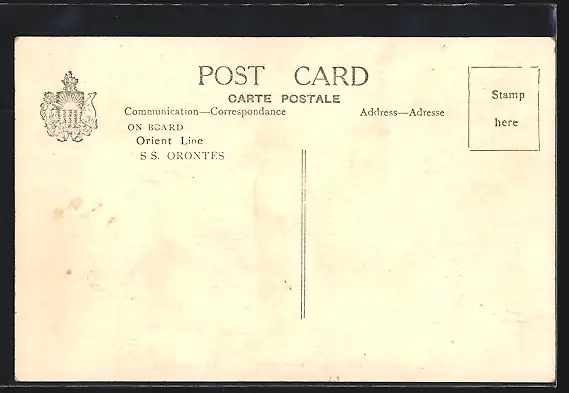 POST CARD
CARTE POSTALE
Communication—Correspondance
Address—Adresse
Stamp
here
ON BOARD
Orient Line
S S. ORONTES